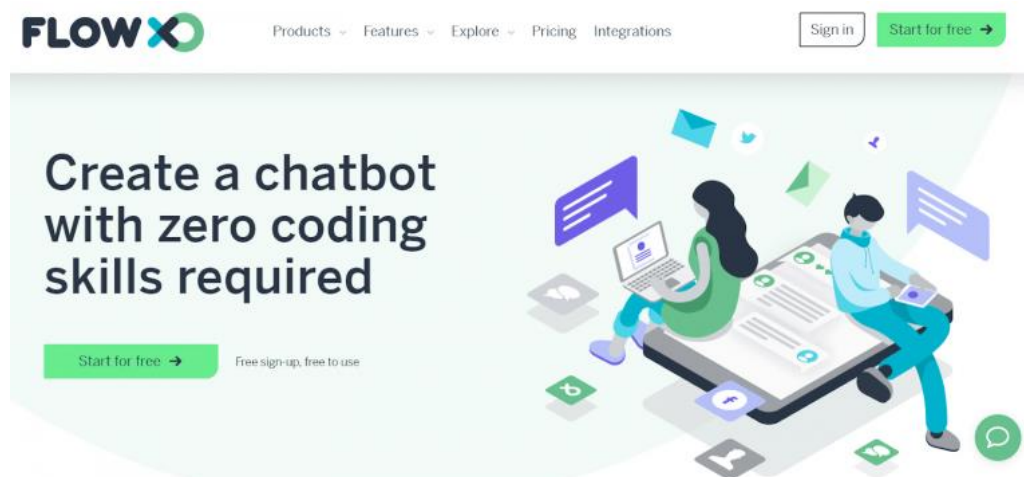 FLOW XO
Products Features Explore Pricing Integrations
Sign in
Start for free →
Create a chatbot
with zero coding
skills required
Start for free →
Free sign-up, free to use